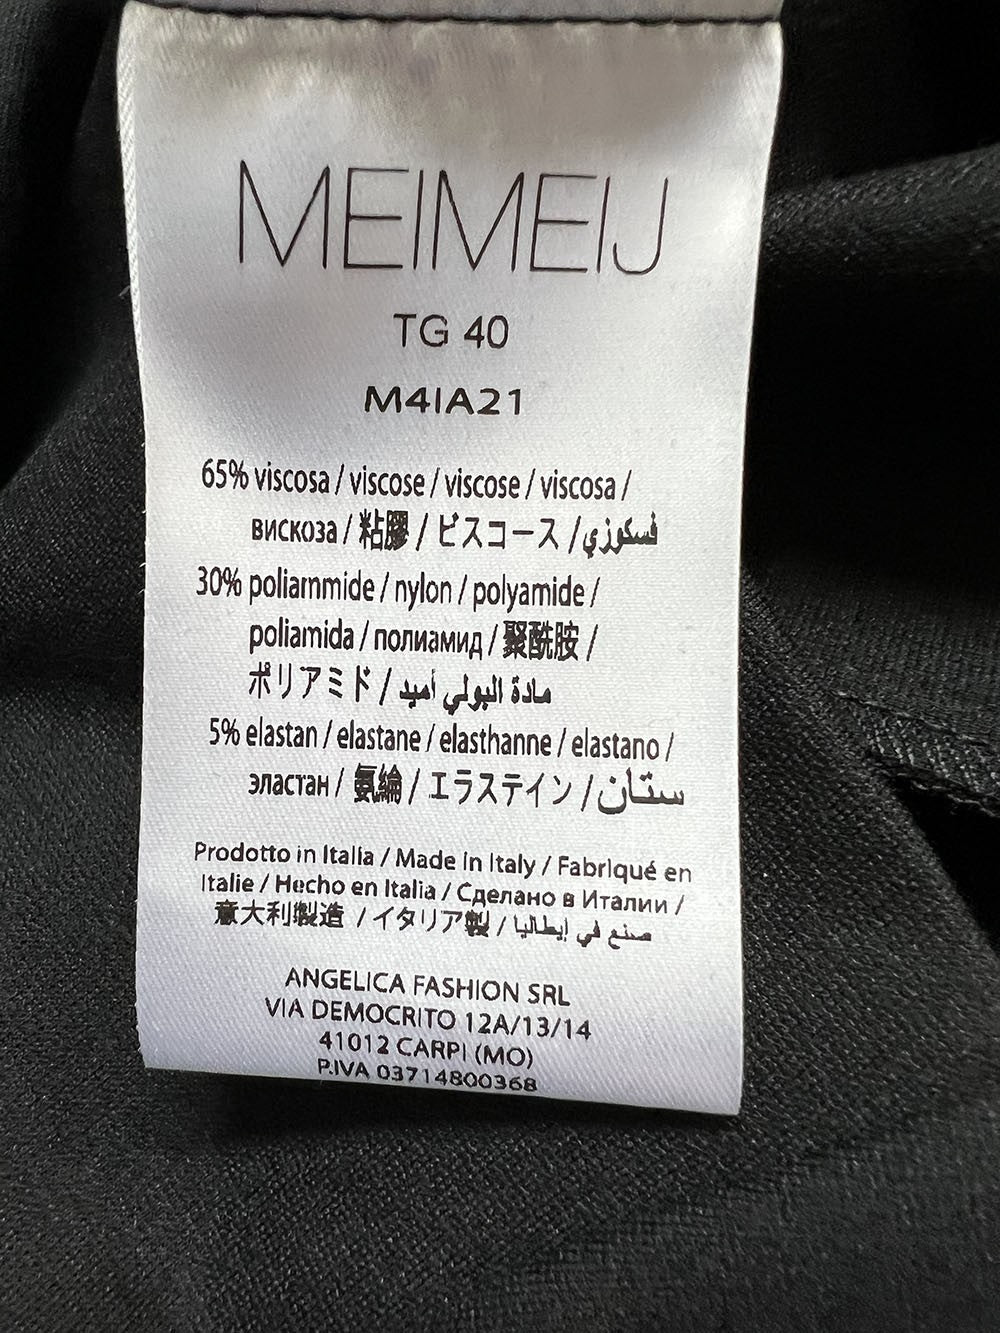 MEIMEIJ
TG 40
M4IA21
65% viscosa / viscose / viscose / viscosa /
вискоза / 粘膠 / ビスコース / فسكوزي
30% poliammide / nylon / polyamide /
poliamida / полиамид / 聚酰胺 /
ポリアミド / مادة البولي أميد
5% elastan / elastane / elasthanne / elastano /
эластан / 氨綸 / エラステイン / ستان
Prodotto in Italia / Made in Italy / Fabriqué en
Italie / Hecho en Italia / Сделано в Италии /
意大利製造 / イタリア製 / صنع في إيطاليا
ANGELICA FASHION SRL
VIA DEMOCRITO 12A/13/14
41012 CARPI (MO)
P.IVA 03714800368